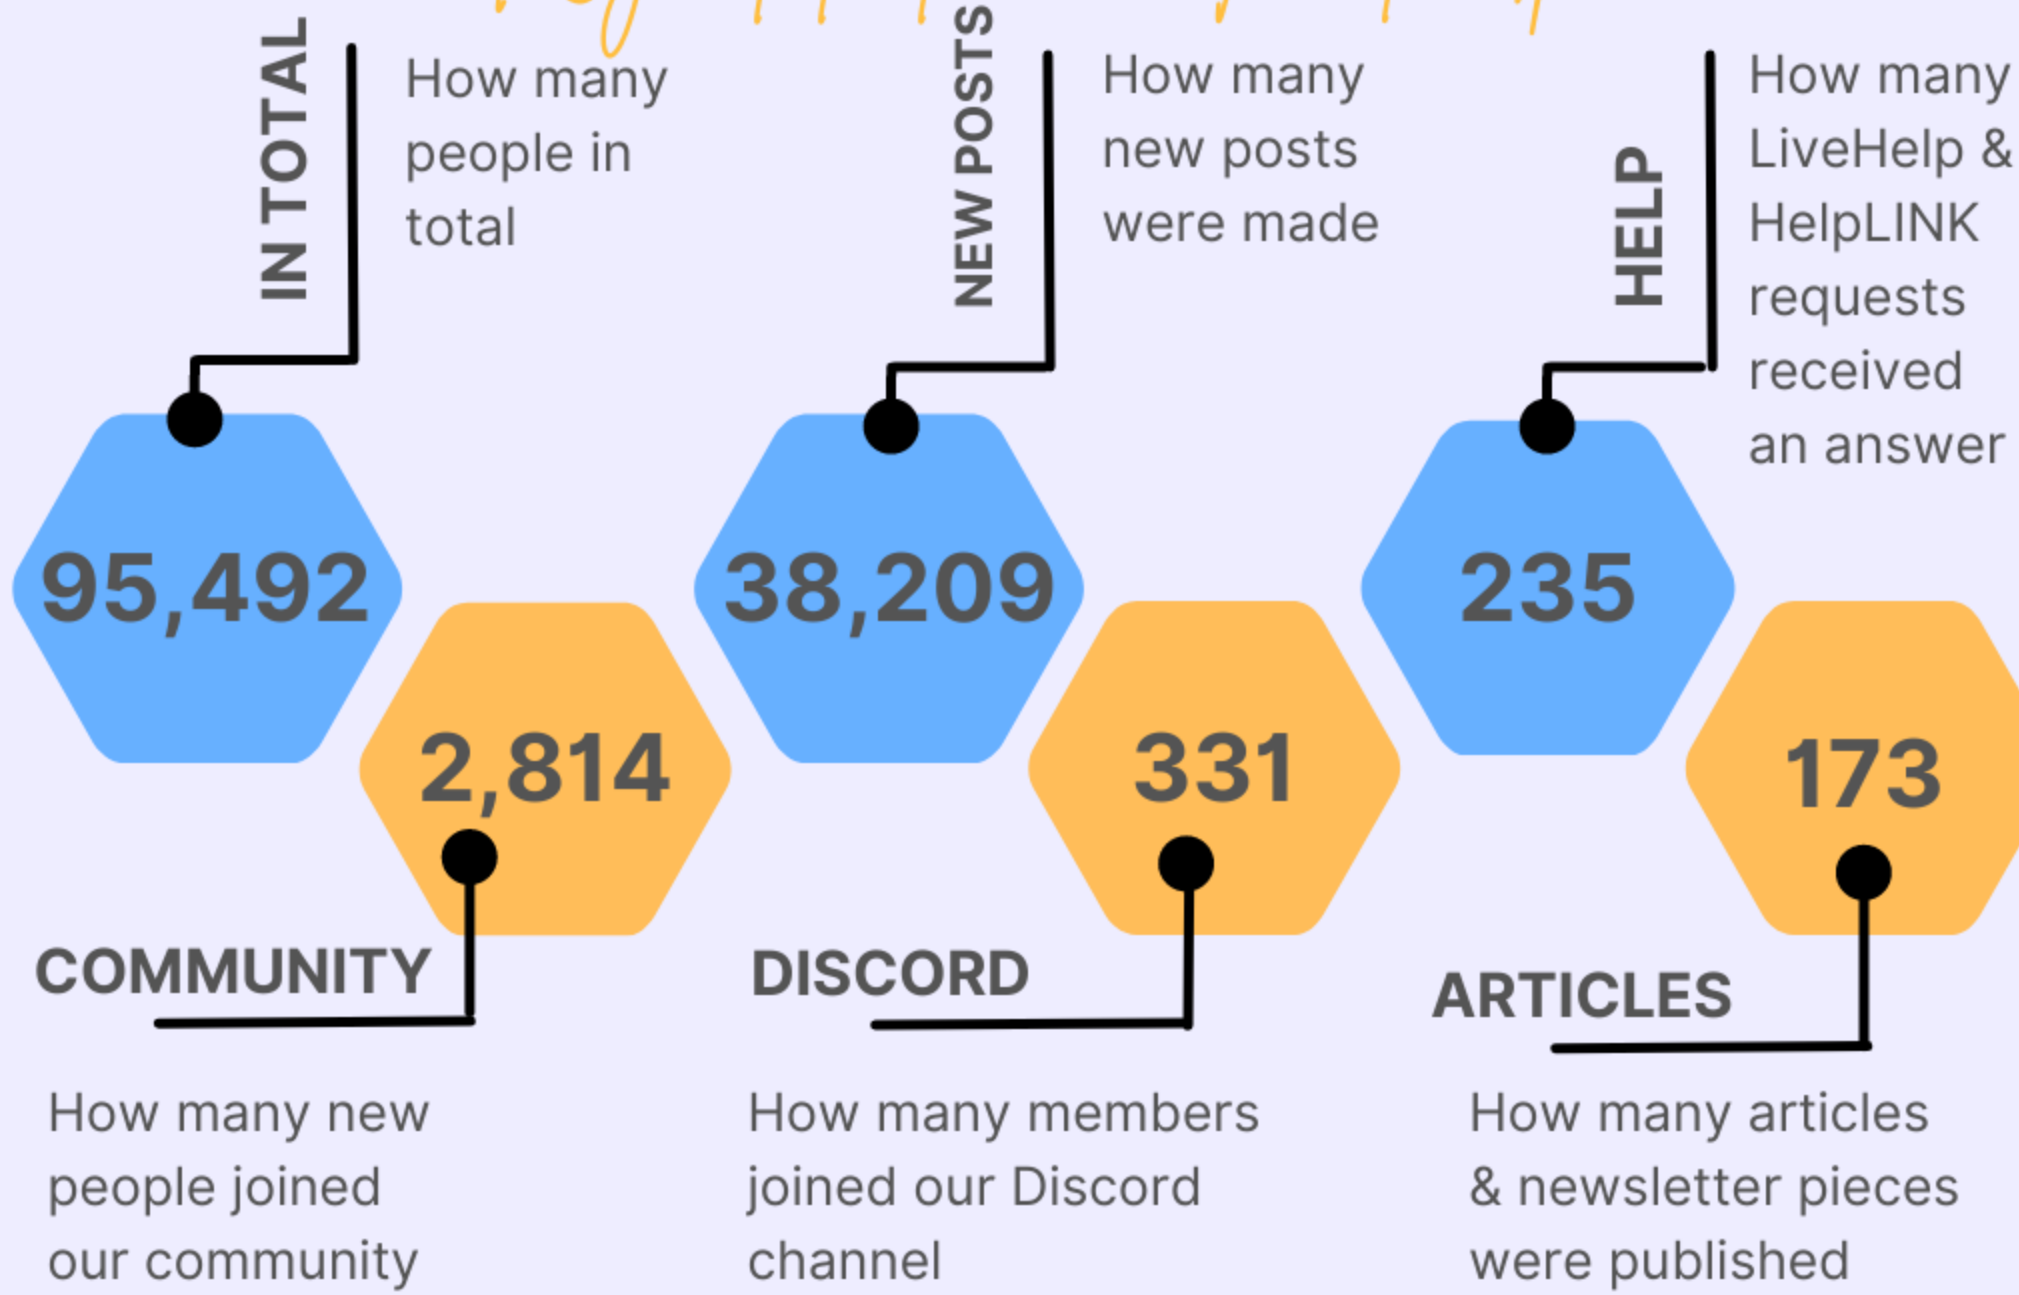 IN TOTAL
How many
people in
total
NEW POSTS
How many
new posts
were made
HELP
How many
LiveHelp &
HelpLINK
requests
received
an answer
95,492
38,209
235
2,814
331
173
COMMUNITY
How many new
people joined
our community
DISCORD
How many members
joined our Discord
channel
ARTICLES
How many articles
& newsletter pieces
were published